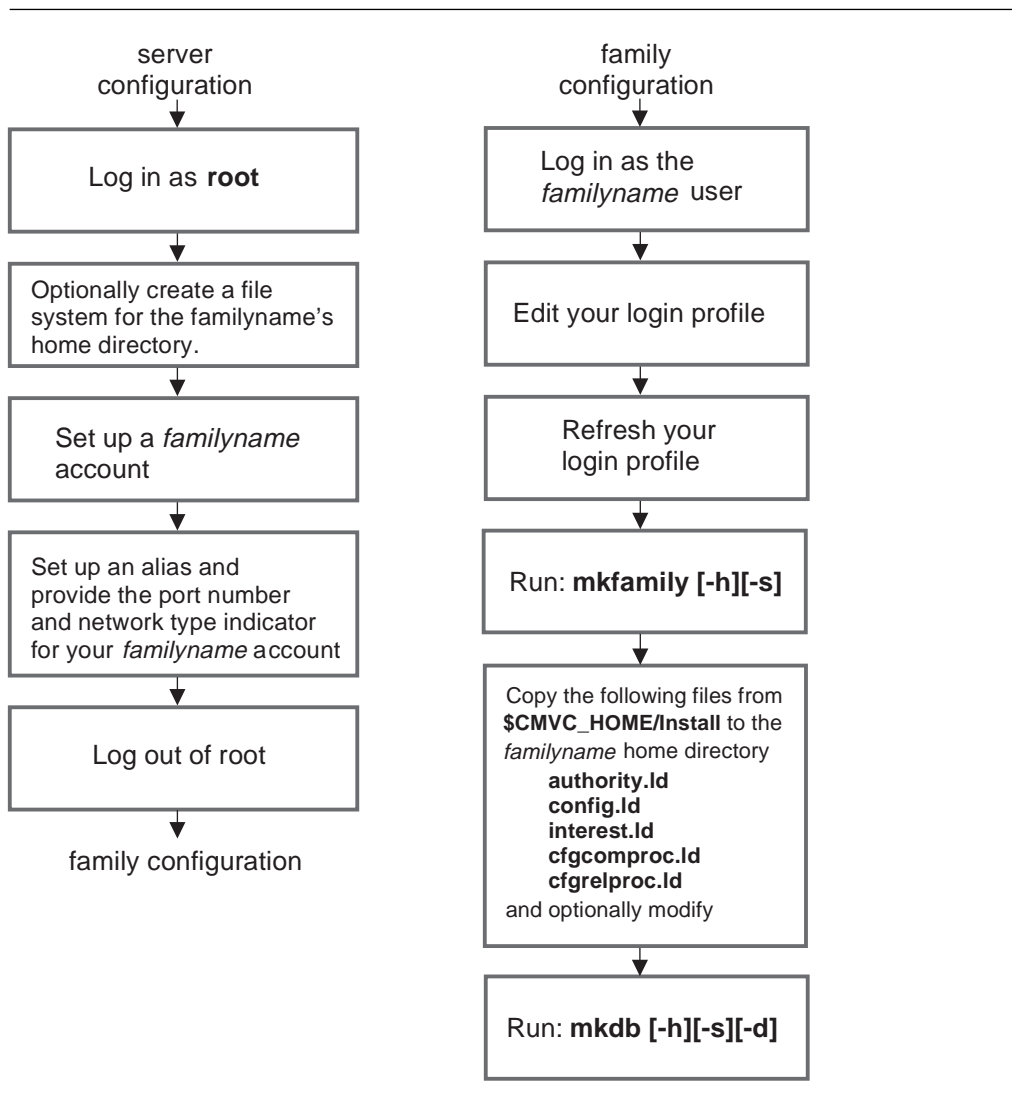 server
configuration
Log in as root
Optionally create a file
system for the familyname's
home directory.
Set up a familyname
account
Set up an alias and
provide the port number
and network type indicator
for your familyname account
Log out of root
family configuration
family
configuration
Log in as the
familyname user
Edit your login profile
Refresh your
login profile
Run: mkfamily [-h][-s]
Copy the following files from
$CMVC_HOME/Install to the
familyname home directory
authority.ld
config.ld
interest.ld
cfgcomproc.ld
cfgrelproc.ld
and optionally modify
Run: mkdb [-h][-s][-d]